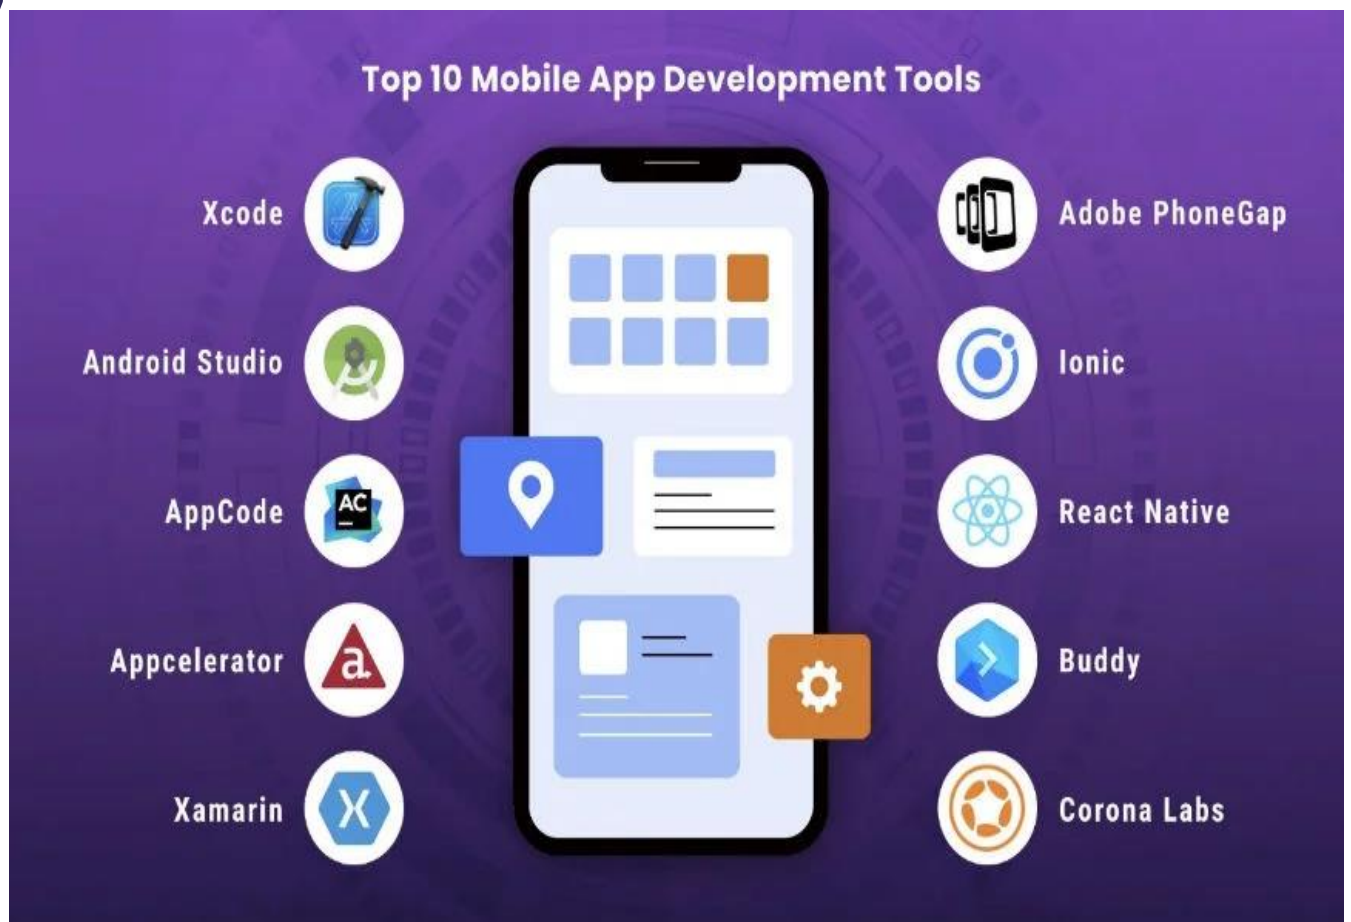 Top 10 Mobile App Development Tools
Xcode
Android Studio
AppCode
AC
Appcelerator
a
Xamarin
X
Adobe PhoneGap
Ionic
React Native
Buddy
Corona Labs